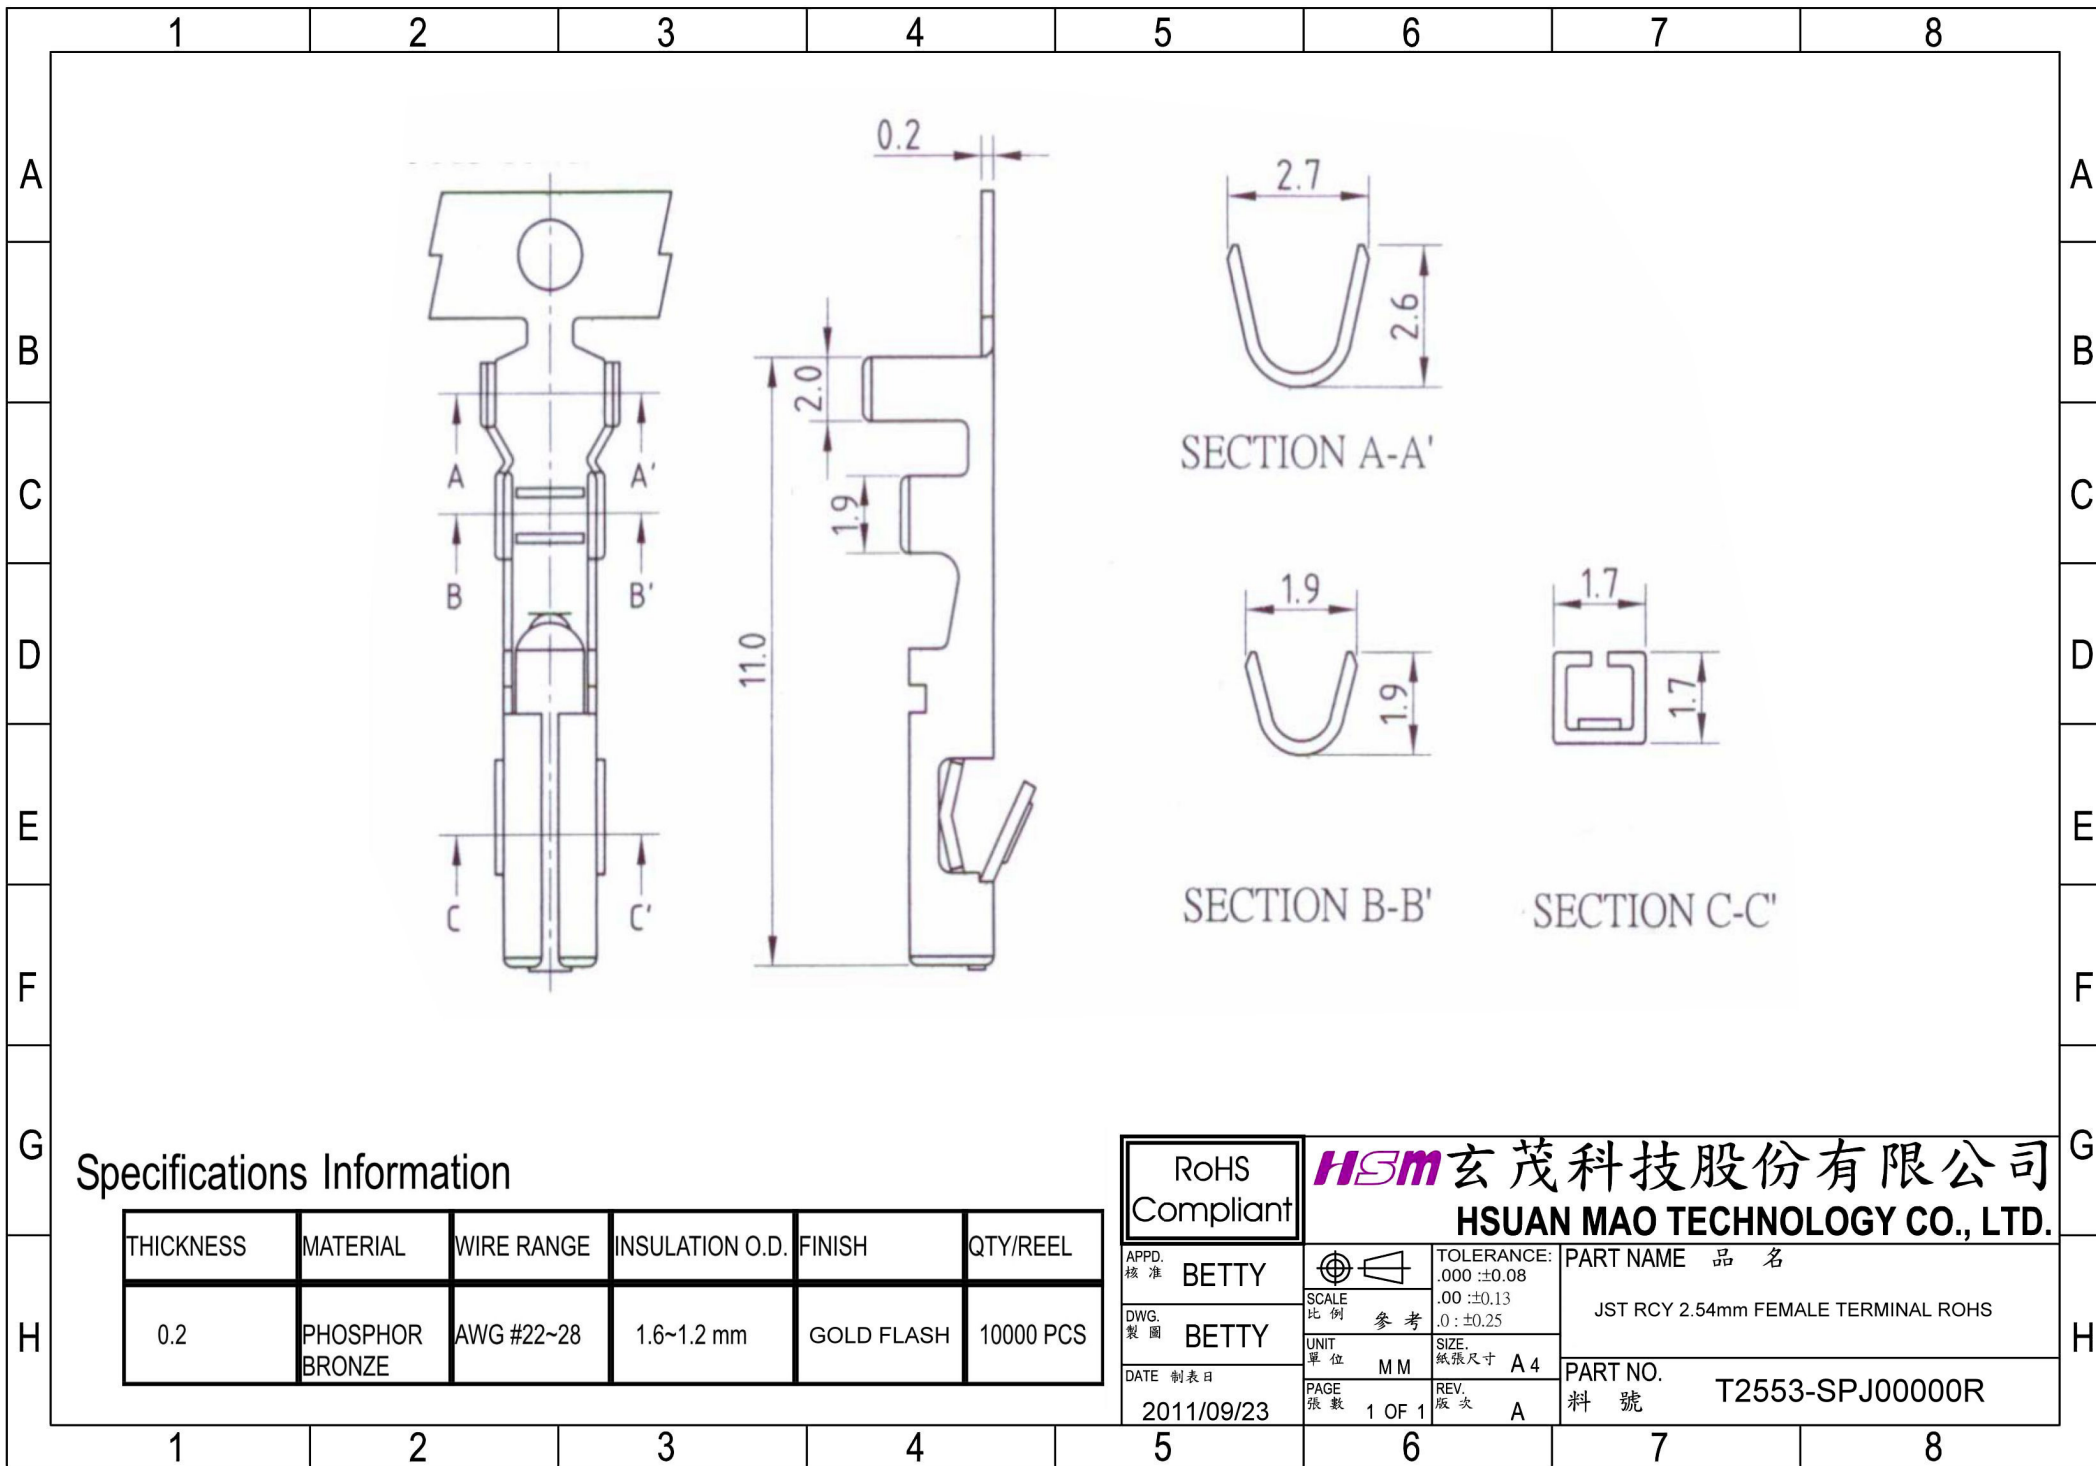 1 2 3 4 5 6 7 8
A A
B B
C C
D D
E E
F F
G G
H H
0.2
2.7
2.6
2.0
1.9
11.0
A A'
B B'
C C'
SECTION A-A'
1.9
1.9
1.7
1.7
SECTION B-B'
SECTION C-C'
Specifications Information
THICKNESS MATERIAL WIRE RANGE INSULATION O.D. FINISH QTY/REEL
0.2 PHOSPHOR BRONZE AWG #22~28 1.6~1.2 mm GOLD FLASH 10000 PCS
RoHS
Compliant
HSM 玄茂科技股份有限公司
HSUAN MAO TECHNOLOGY CO., LTD.
APPD.
核 准 BETTY
DWG.
製 圖 BETTY
DATE 制表日
2011/09/23
SCALE
比 例 參 考
UNIT
單 位 M M
PAGE
張 數 1 OF 1
TOLERANCE:
.000 :±0.08
.00 :±0.13
.0 : ±0.25
SIZE.
紙張尺寸 A 4
REV.
版 次 A
PART NAME 品 名
JST RCY 2.54mm FEMALE TERMINAL ROHS
PART NO.
料 號 T2553-SPJ00000R
1 2 3 4 5 6 7 8